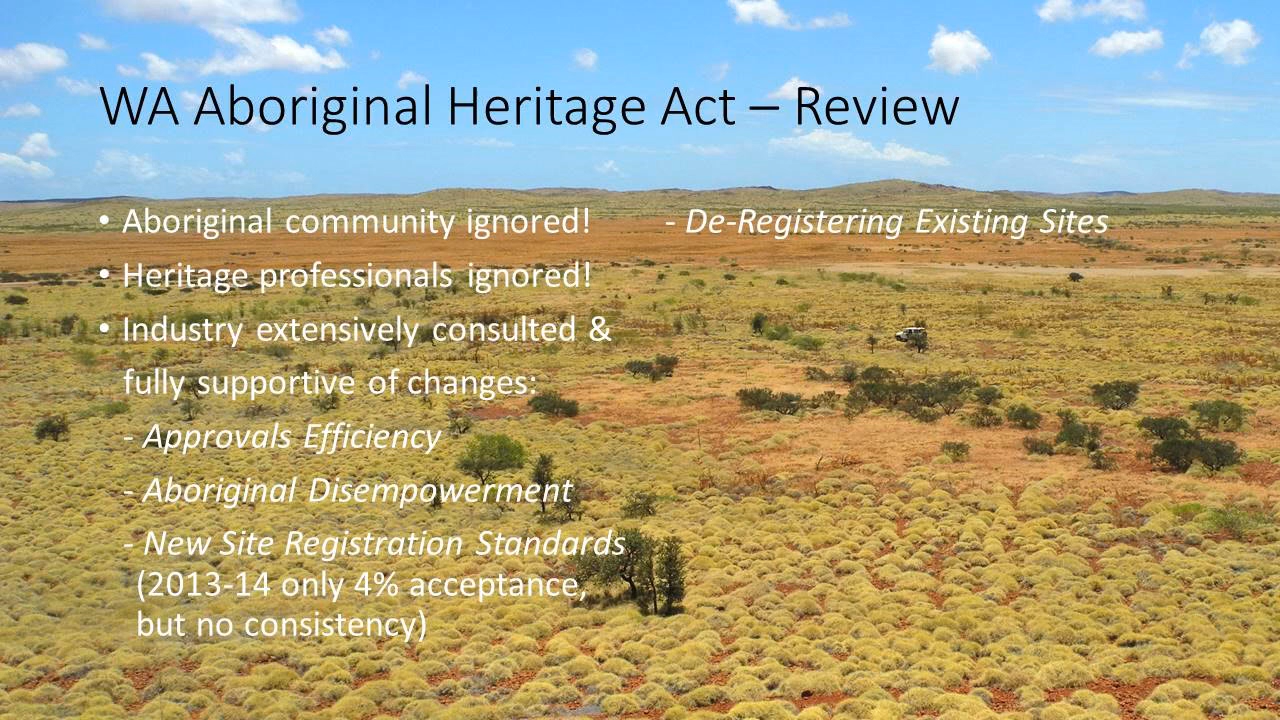 WA Aboriginal Heritage Act – Review
• Aboriginal community ignored!
• Heritage professionals ignored!
• Industry extensively consulted &
fully supportive of changes:
- Approvals Efficiency
- Aboriginal Disempowerment
- New Site Registration Standards
(2013-14 only 4% acceptance,
but no consistency)
- De-Registering Existing Sites